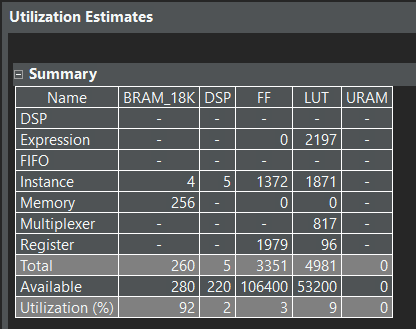 Utilization Estimates
Summary
Name BRAM_18K DSP FF LUT URAM
DSP - - - - -
Expression - - 0 2197 -
FIFO - - - - -
Instance 4 5 1372 1871 -
Memory 256 - 0 0 -
Multiplexer - - - 817 -
Register - - 1979 96 -
Total 260 5 3351 4981 0
Available 280 220 106400 53200 0
Utilization (%) 92 2 3 9 0